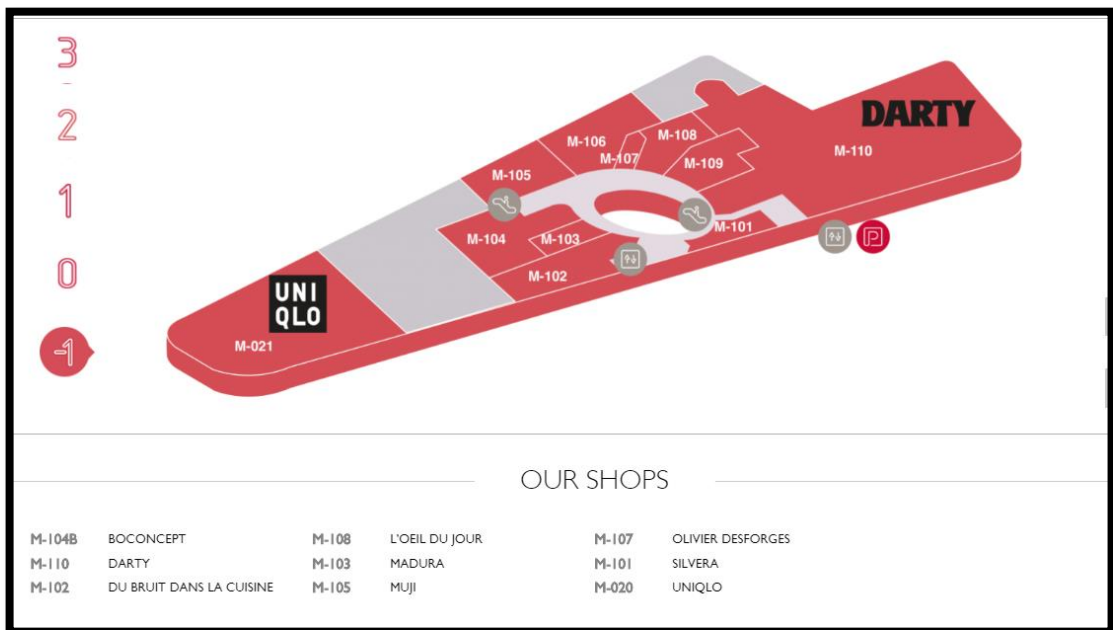 3
2
1
0
-1
DARTY
M-110
M-108
M-106
M-107
M-109
M-105
M-101
M-104
M-103
M-102
P
UNI
QLO
M-021
OUR SHOPS
M-104B BOCONCEPT M-108 L'OEIL DU JOUR M-107 OLIVIER DESFORGES
M-110 DARTY M-103 MADURA M-101 SILVERA
M-102 DU BRUIT DANS LA CUISINE M-105 MUJI M-020 UNIQLO